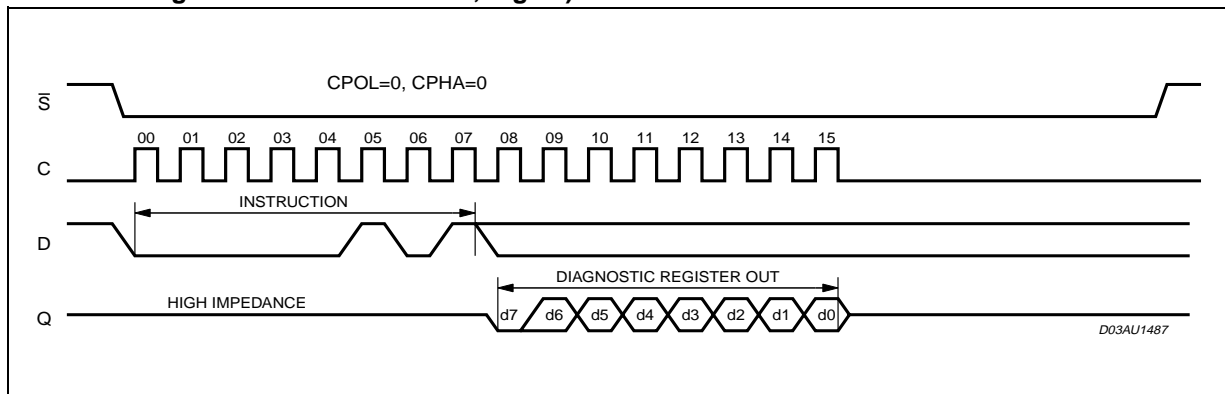 CPOL=0, CPHA=0
S̅
00 01 02 03 04 05 06 07 08 09 10 11 12 13 14 15
C
INSTRUCTION
D
DIAGNOSTIC REGISTER OUT
HIGH IMPEDANCE
Q
d7 d6 d5 d4 d3 d2 d1 d0
D03AU1487